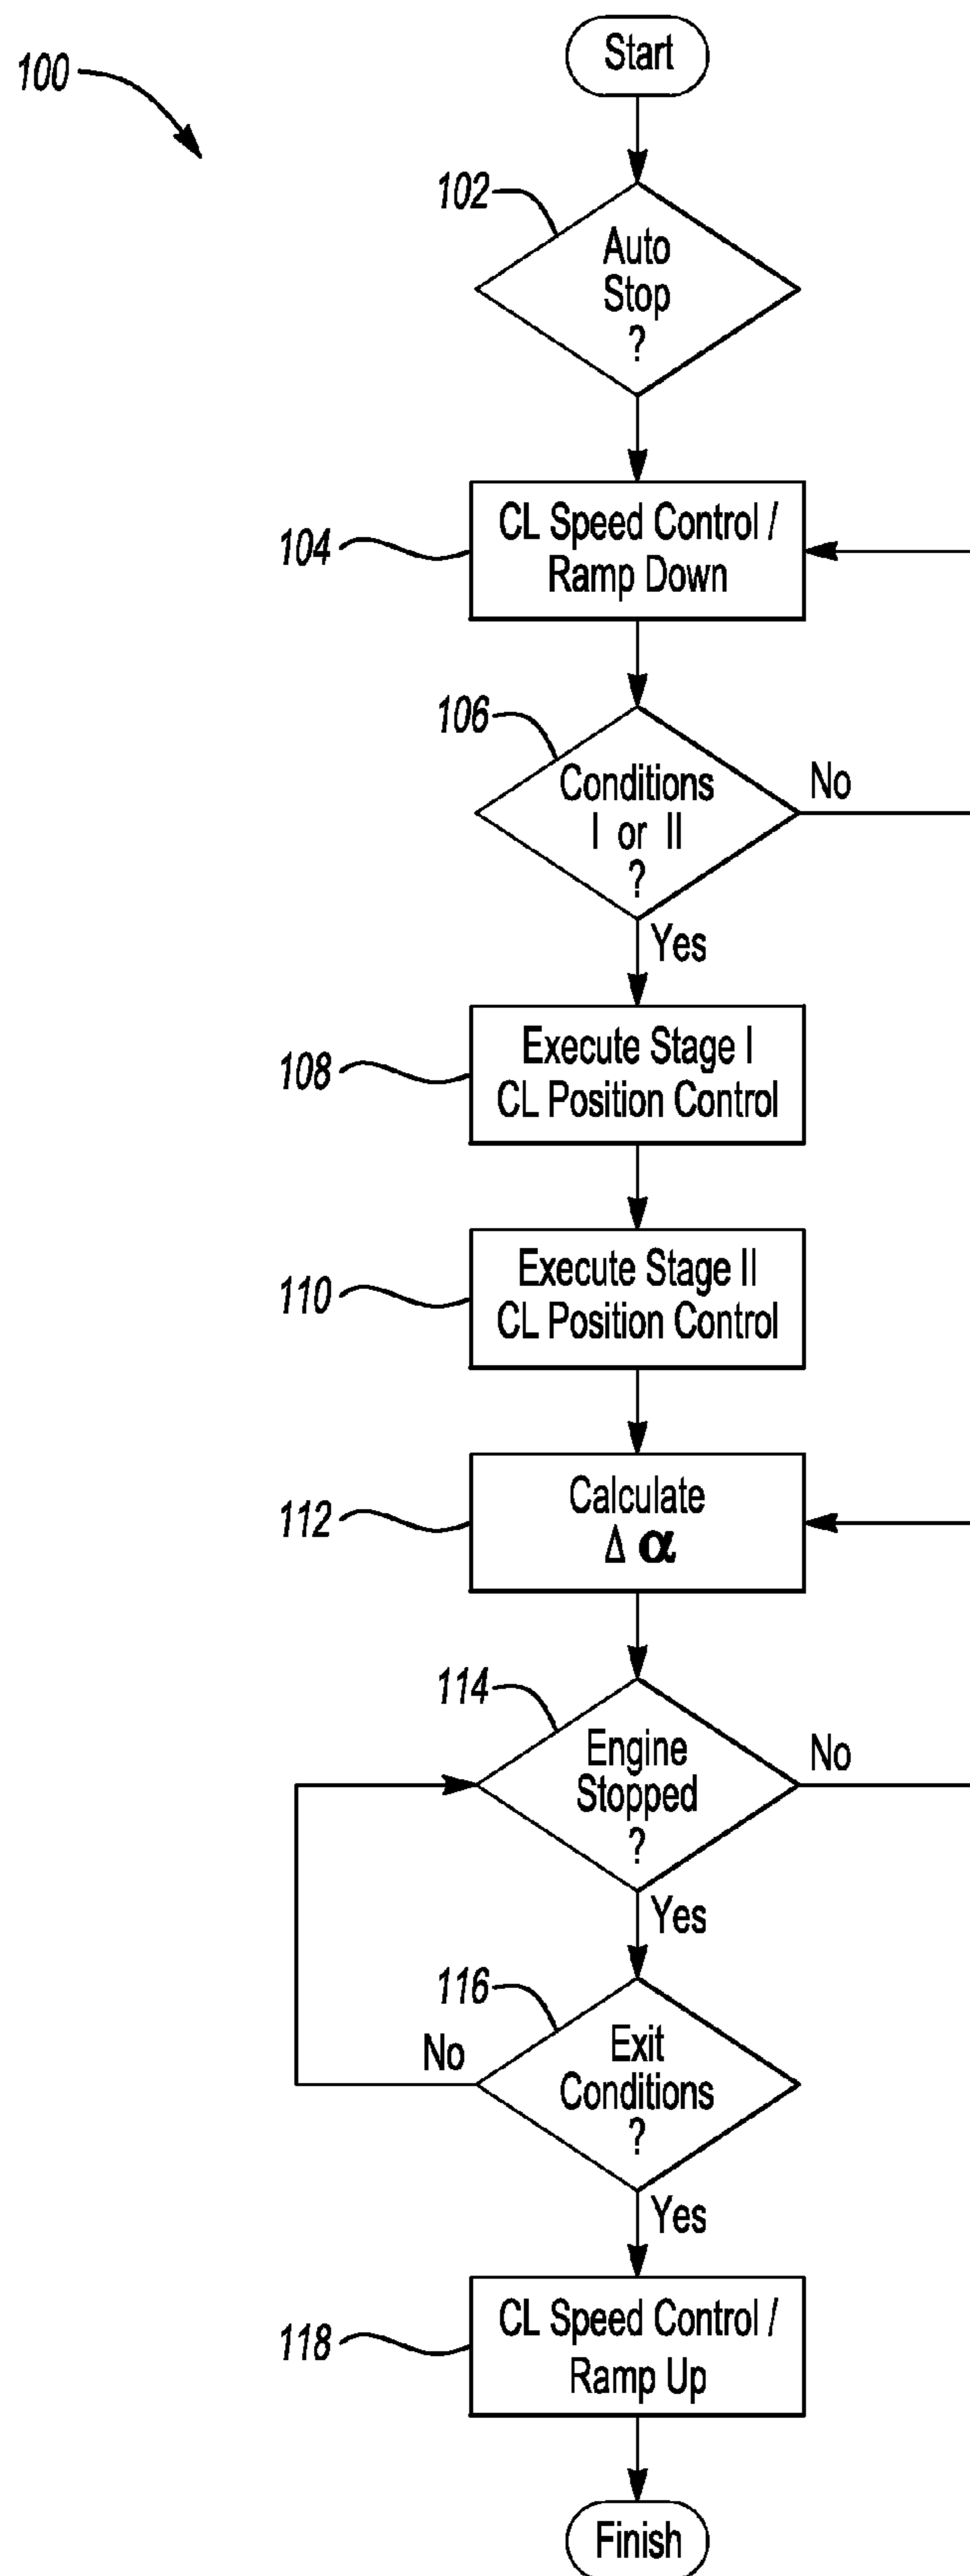 Start
100
102
Auto
Stop
?
104
CL Speed Control /
Ramp Down
106
Conditions
I or II
?
No
Yes
108
Execute Stage I
CL Position Control
110
Execute Stage II
CL Position Control
112
Calculate
Δ α
114
Engine
Stopped
?
No
Yes
116
Exit
Conditions
?
No
Yes
118
CL Speed Control /
Ramp Up
Finish